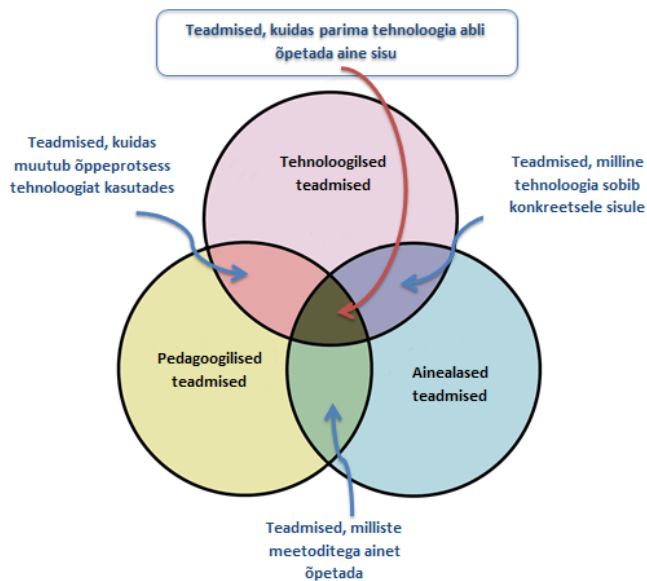 Teadmised, kuidas parima tehnoloogia abli
õpetada aine sisu
Teadmised, kuidas
muutub õppeprotsess
tehnoloogiat kasutades
Tehnoloogilsed
teadmised
Teadmised, milline
tehnoloogia sobib
konkreetsele sisule
Pedagoogilised
teadmised
Ainealased
teadmised
Teadmised, milliste
meetoditega ainet
õpetada